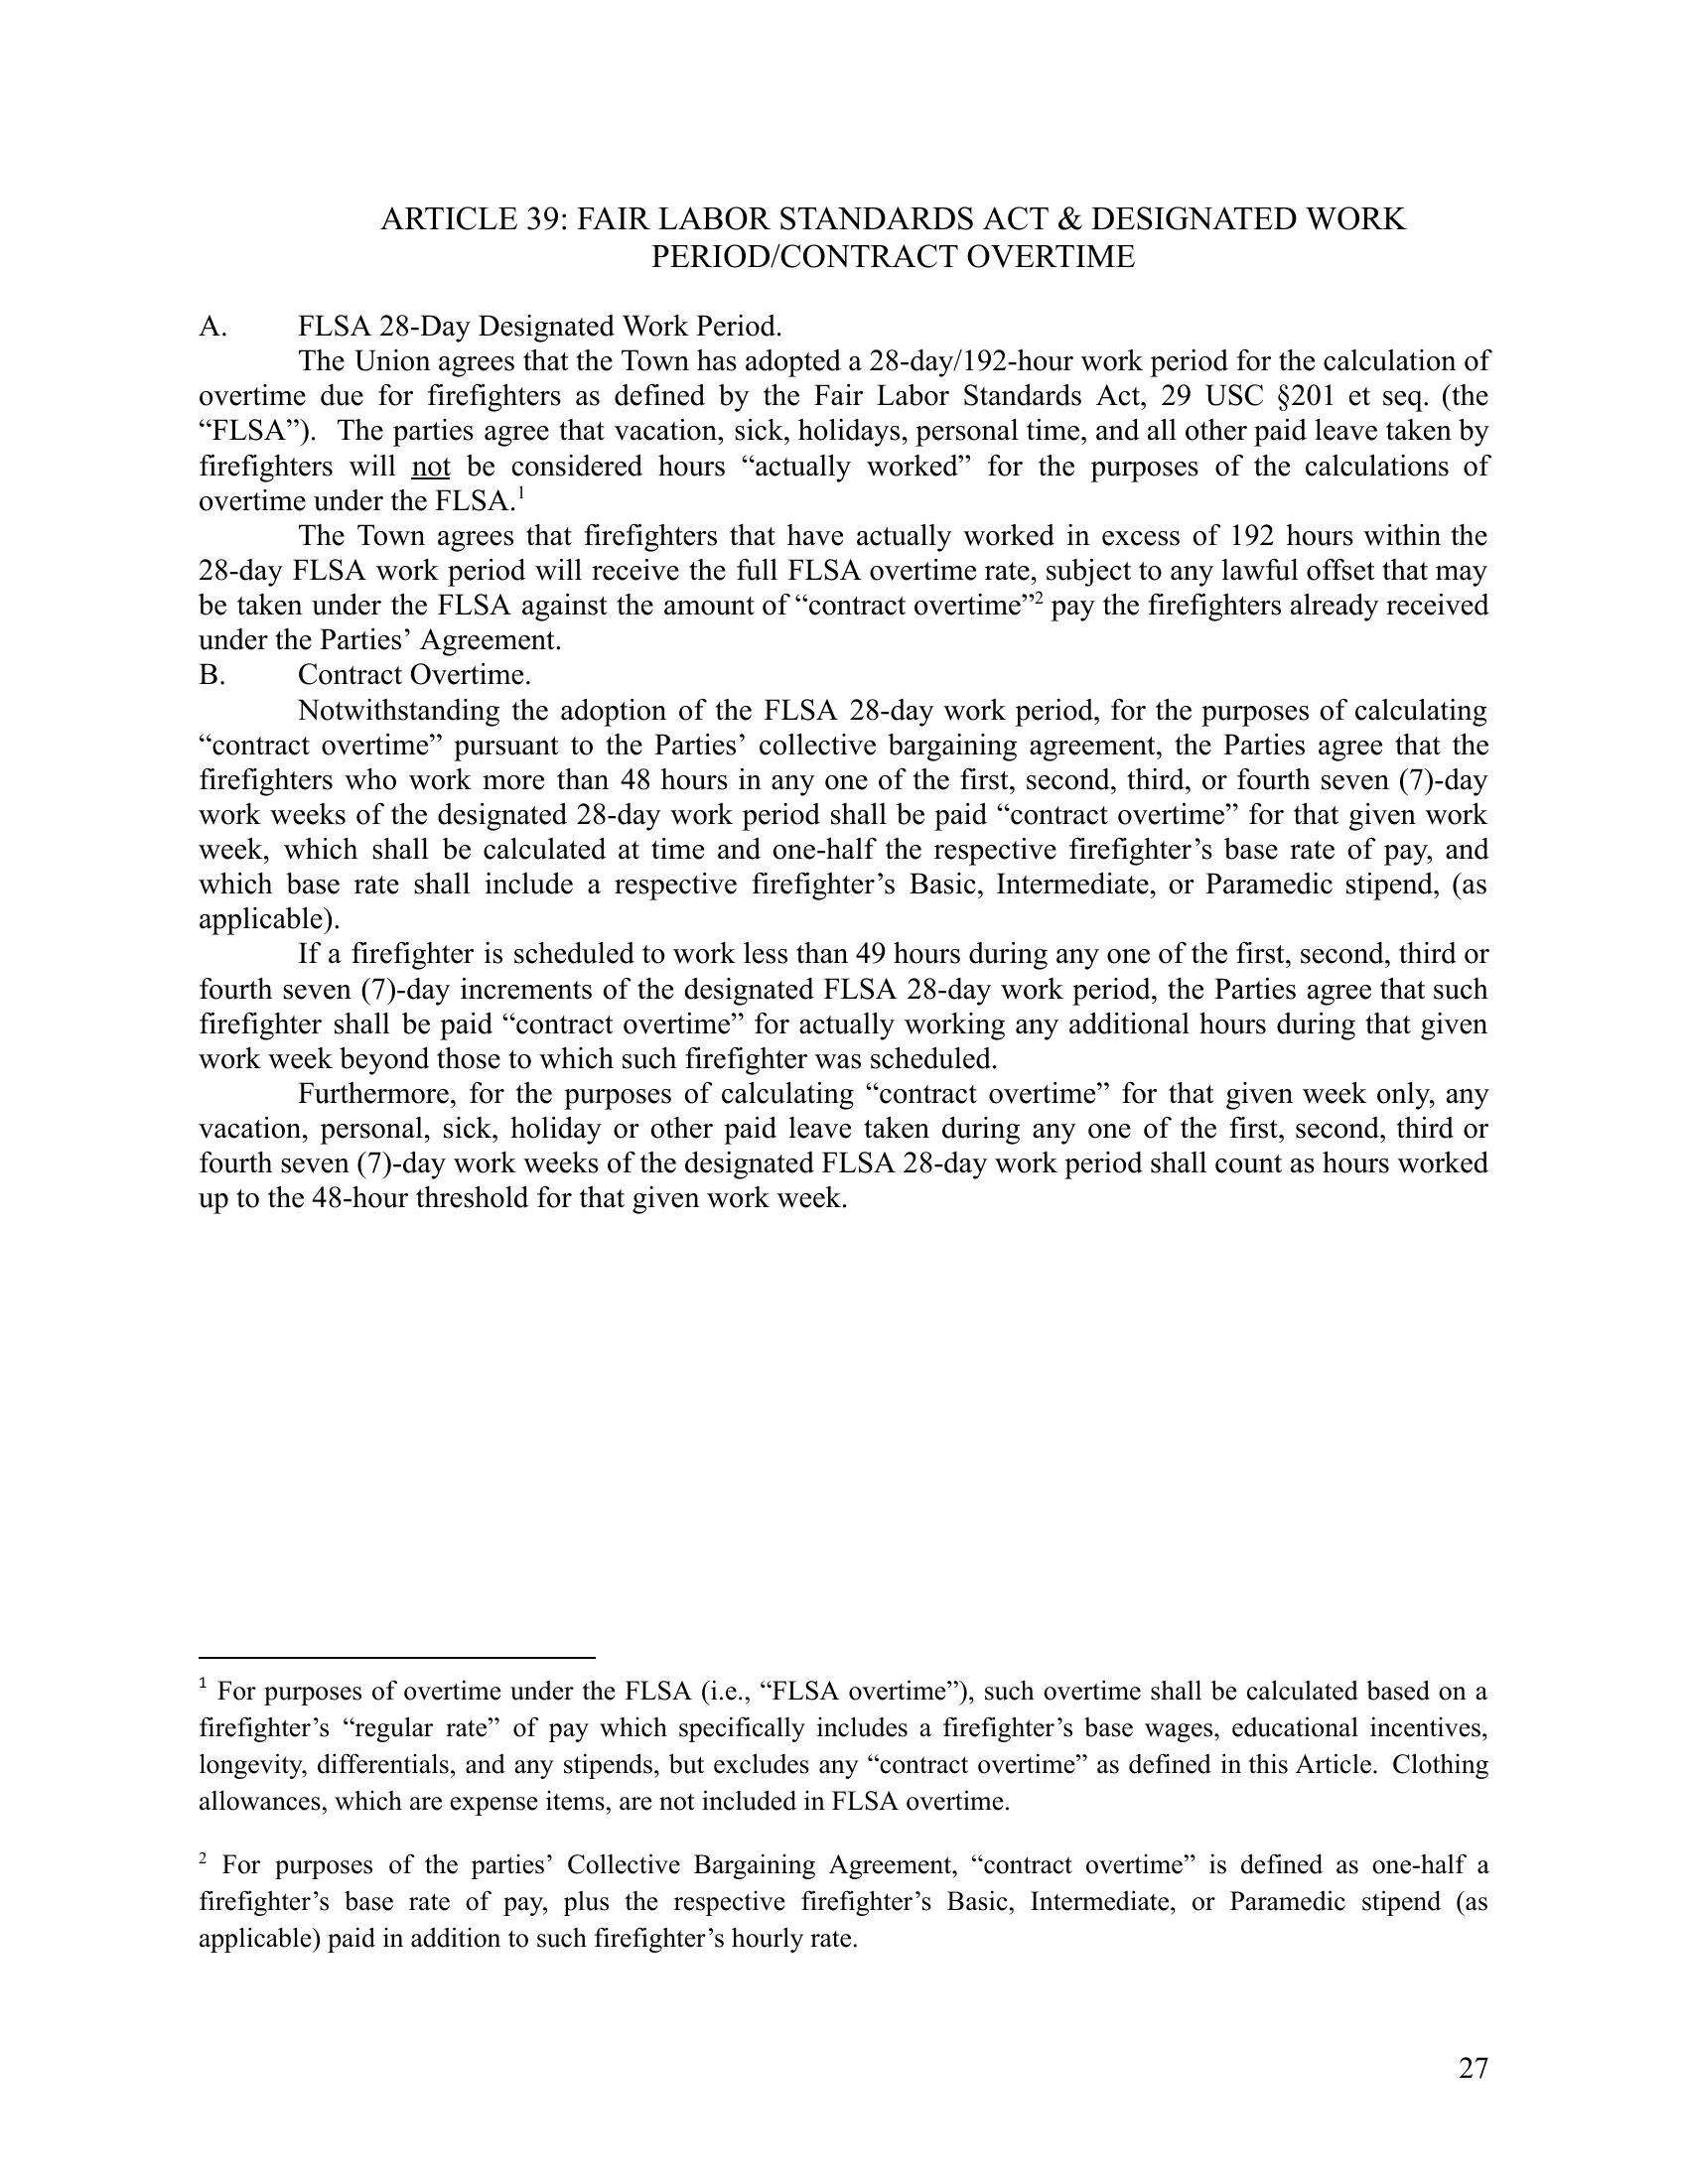 ARTICLE 39: FAIR LABOR STANDARDS ACT & DESIGNATED WORK
PERIOD/CONTRACT OVERTIME
A. FLSA 28-Day Designated Work Period.
The Union agrees that the Town has adopted a 28-day/192-hour work period for the calculation of
overtime due for firefighters as defined by the Fair Labor Standards Act, 29 USC §201 et seq. (the
“FLSA”). The parties agree that vacation, sick, holidays, personal time, and all other paid leave taken by
firefighters will not be considered hours “actually worked” for the purposes of the calculations of
overtime under the FLSA.1
The Town agrees that firefighters that have actually worked in excess of 192 hours within the
28-day FLSA work period will receive the full FLSA overtime rate, subject to any lawful offset that may
be taken under the FLSA against the amount of “contract overtime”2 pay the firefighters already received
under the Parties’ Agreement.
B. Contract Overtime.
Notwithstanding the adoption of the FLSA 28-day work period, for the purposes of calculating
“contract overtime” pursuant to the Parties’ collective bargaining agreement, the Parties agree that the
firefighters who work more than 48 hours in any one of the first, second, third, or fourth seven (7)-day
work weeks of the designated 28-day work period shall be paid “contract overtime” for that given work
week, which shall be calculated at time and one-half the respective firefighter’s base rate of pay, and
which base rate shall include a respective firefighter’s Basic, Intermediate, or Paramedic stipend, (as
applicable).
If a firefighter is scheduled to work less than 49 hours during any one of the first, second, third or
fourth seven (7)-day increments of the designated FLSA 28-day work period, the Parties agree that such
firefighter shall be paid “contract overtime” for actually working any additional hours during that given
work week beyond those to which such firefighter was scheduled.
Furthermore, for the purposes of calculating “contract overtime” for that given week only, any
vacation, personal, sick, holiday or other paid leave taken during any one of the first, second, third or
fourth seven (7)-day work weeks of the designated FLSA 28-day work period shall count as hours worked
up to the 48-hour threshold for that given work week.
1 For purposes of overtime under the FLSA (i.e., “FLSA overtime”), such overtime shall be calculated based on a
firefighter’s “regular rate” of pay which specifically includes a firefighter’s base wages, educational incentives,
longevity, differentials, and any stipends, but excludes any “contract overtime” as defined in this Article. Clothing
allowances, which are expense items, are not included in FLSA overtime.
2 For purposes of the parties’ Collective Bargaining Agreement, “contract overtime” is defined as one-half a
firefighter’s base rate of pay, plus the respective firefighter’s Basic, Intermediate, or Paramedic stipend (as
applicable) paid in addition to such firefighter’s hourly rate.
27